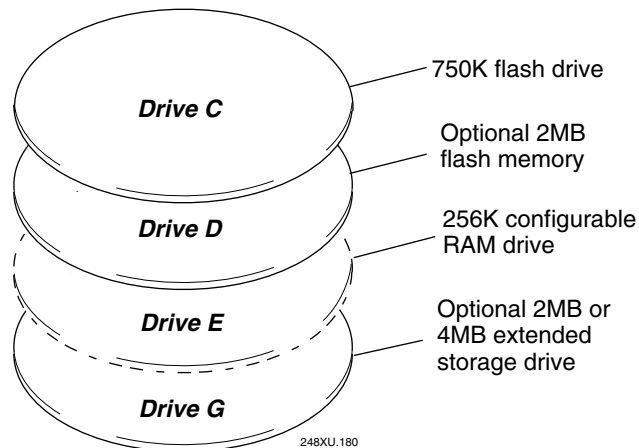 Drive C
750K flash drive
Optional 2MB
flash memory
Drive D
256K configurable
RAM drive
Drive E
Optional 2MB or
4MB extended
storage drive
Drive G
248XU.180